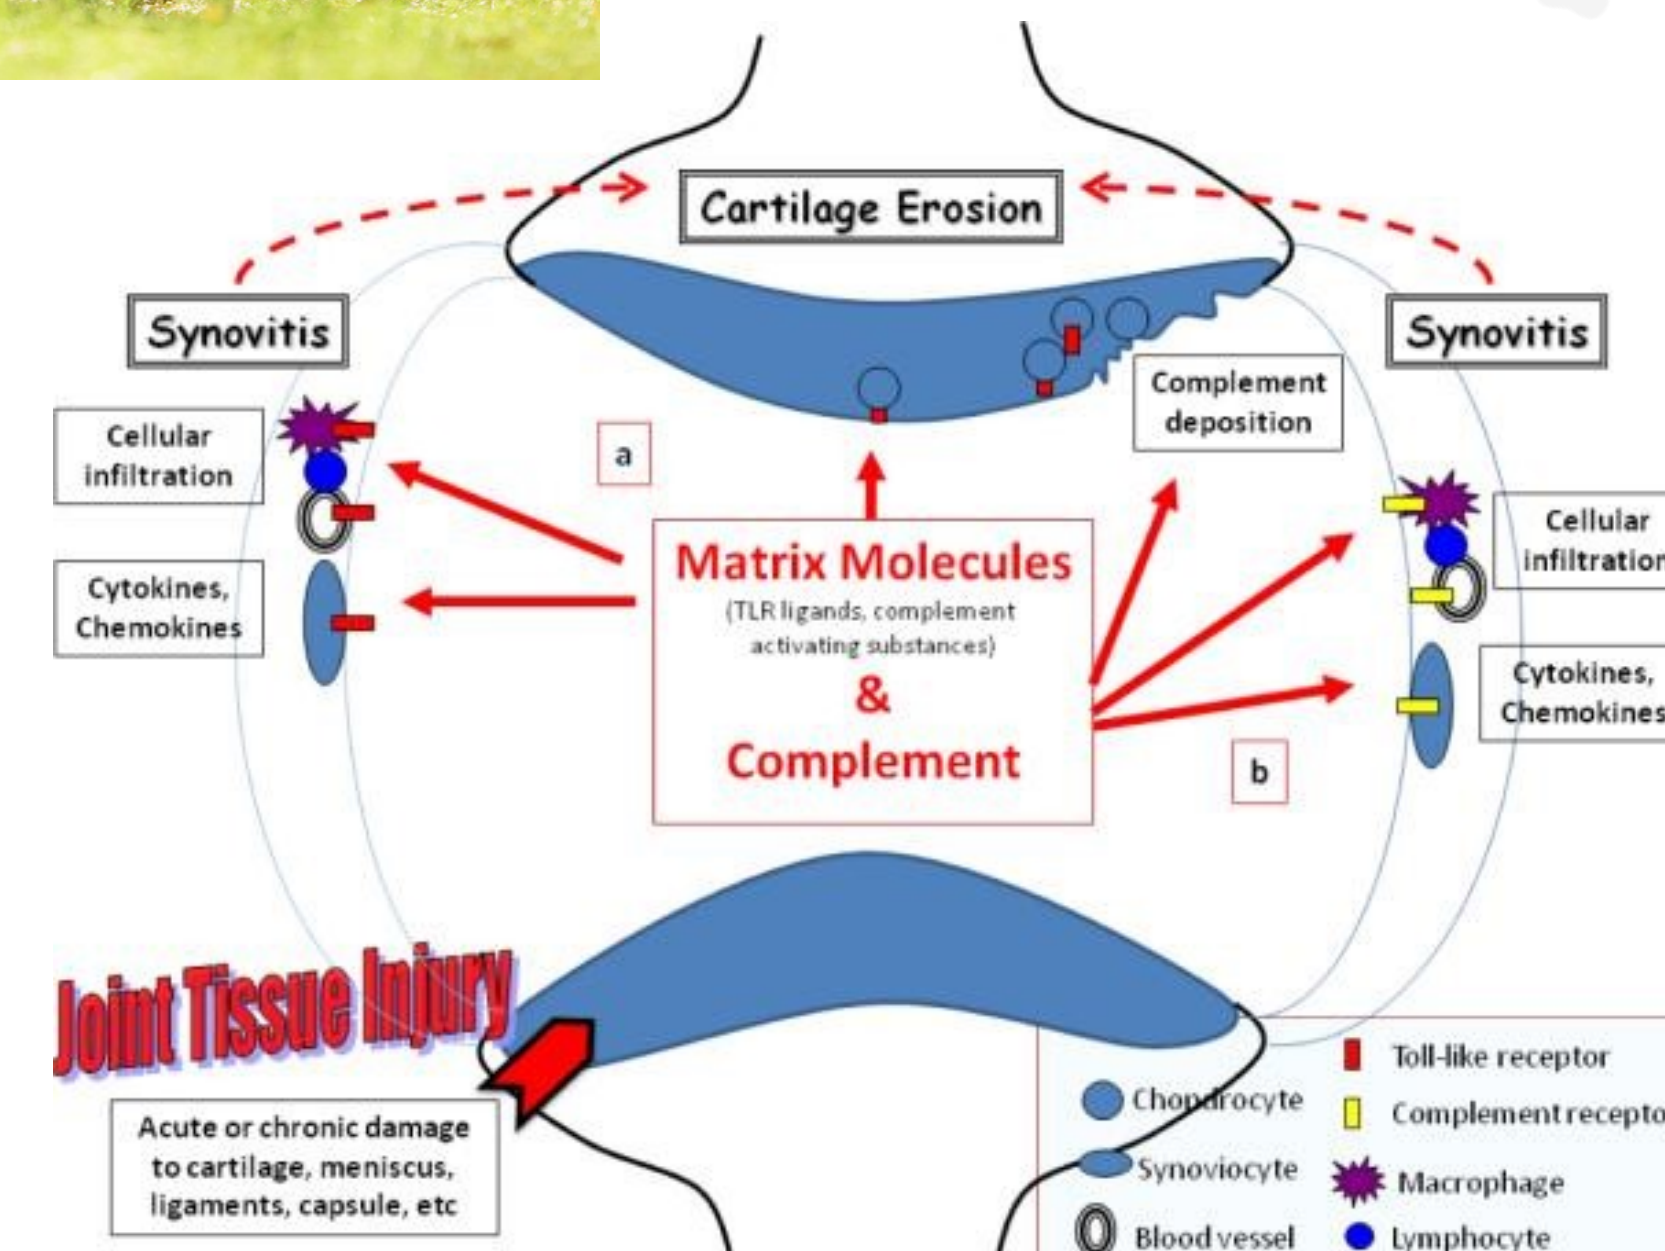 Cartilage Erosion
Synovitis
Synovitis
Cellular
infiltration
Cytokines,
Chemokines
a
Complement
deposition
Matrix Molecules
(TLR ligands, complement
activating substances)
&
Complement
b
Cellular
infiltration
Cytokines,
Chemokines
Joint Tissue Injury
Acute or chronic damage
to cartilage, meniscus,
ligaments, capsule, etc
Chondrocyte
Synoviocyte
Blood vessel
Toll-like receptor
Complement recepto
Macrophage
Lymphocyte